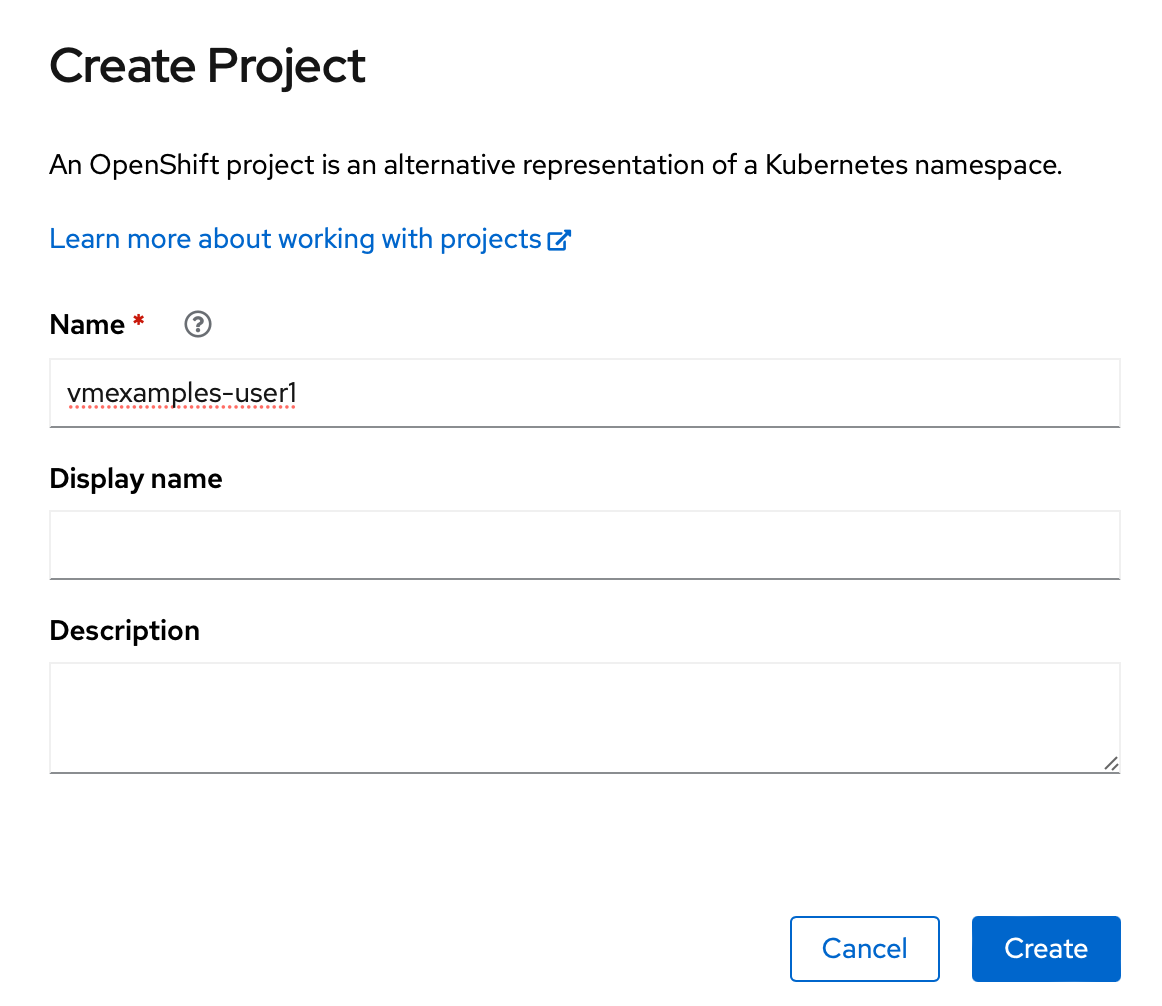 Create Project
An OpenShift project is an alternative representation of a Kubernetes namespace.
Learn more about working with projects
Name *
vmexamples-user1
Display name
Description
Cancel Create